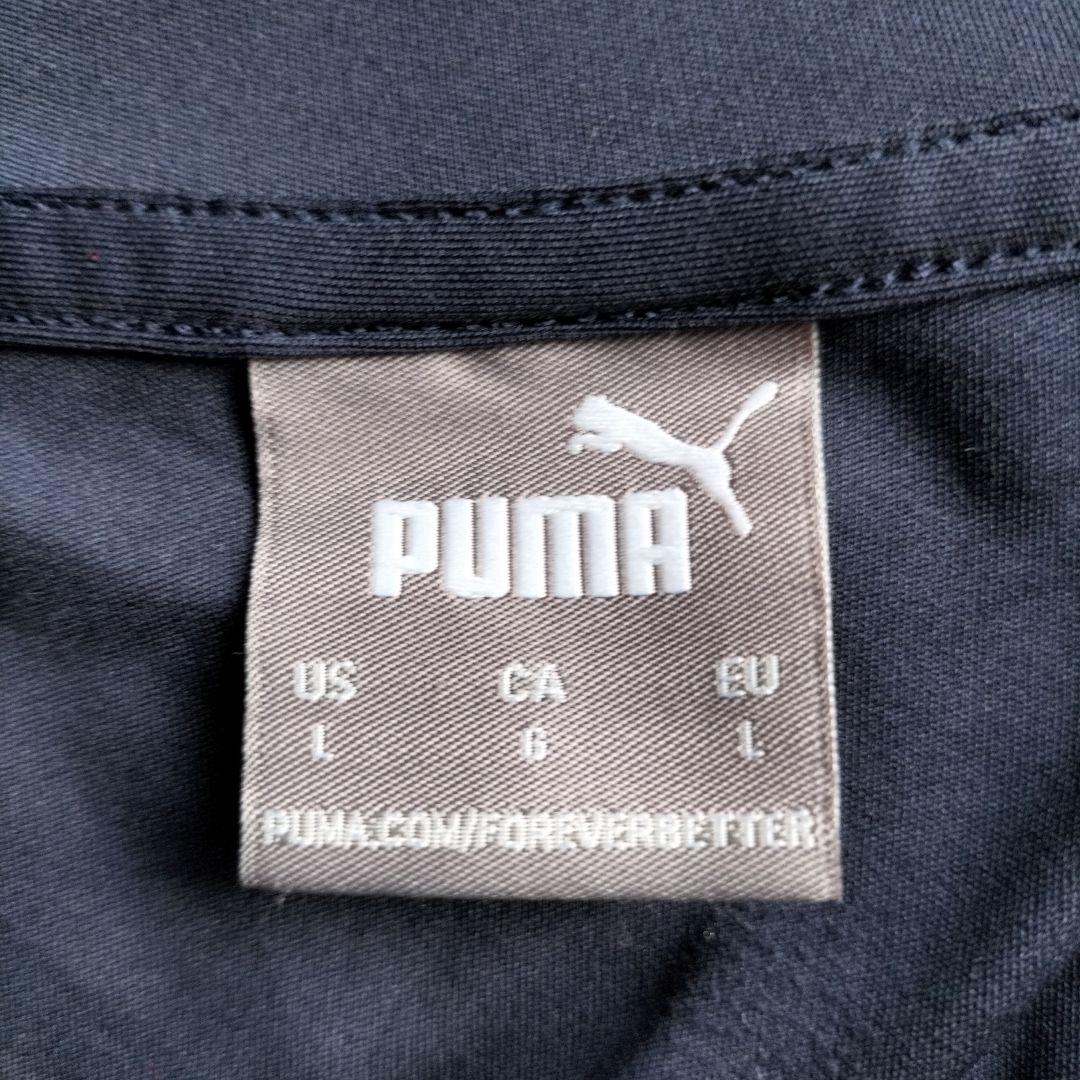 PUMA
US CA EU
L G L
PUMA.COM/FOREVERBETTER